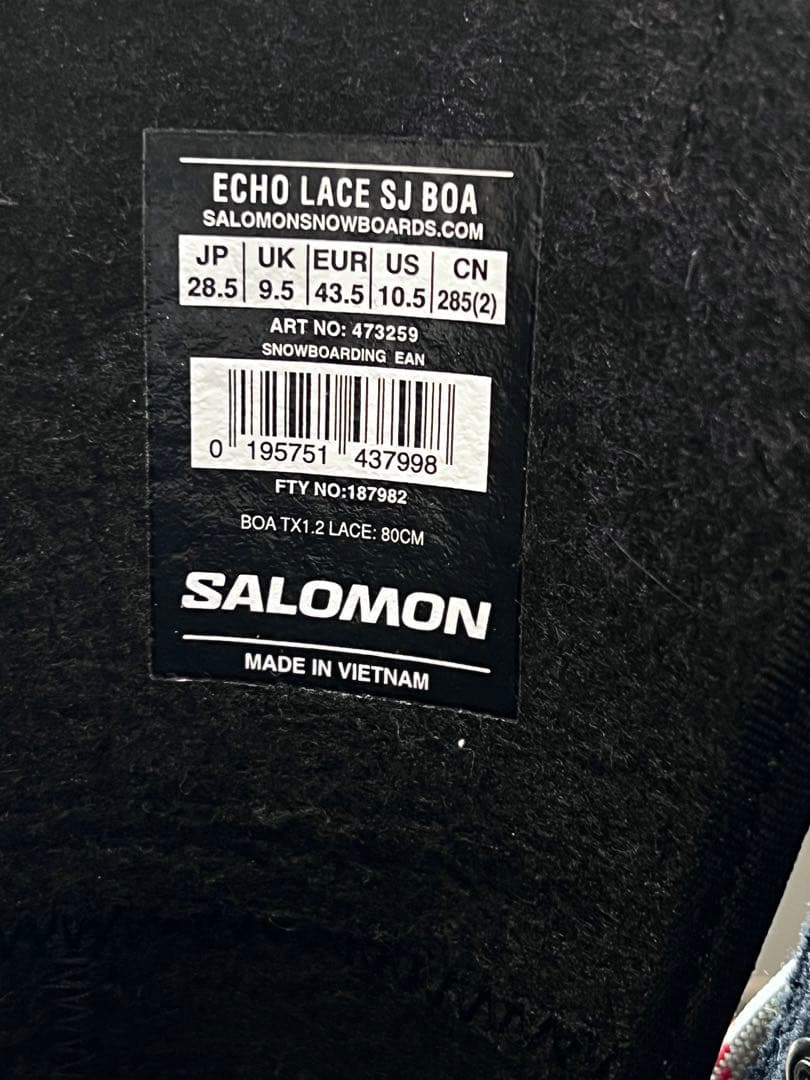 ECHO LACE SJ BOA
SALOMONSNOWBOARDS.COM
JP UK EUR US CN
28.5 9.5 43.5 10.5 285(2)
ART NO: 473259
SNOWBOARDING EAN
0 195751 437998
FTY NO:187982
BOA TX1.2 LACE: 80CM
SALOMON
MADE IN VIETNAM